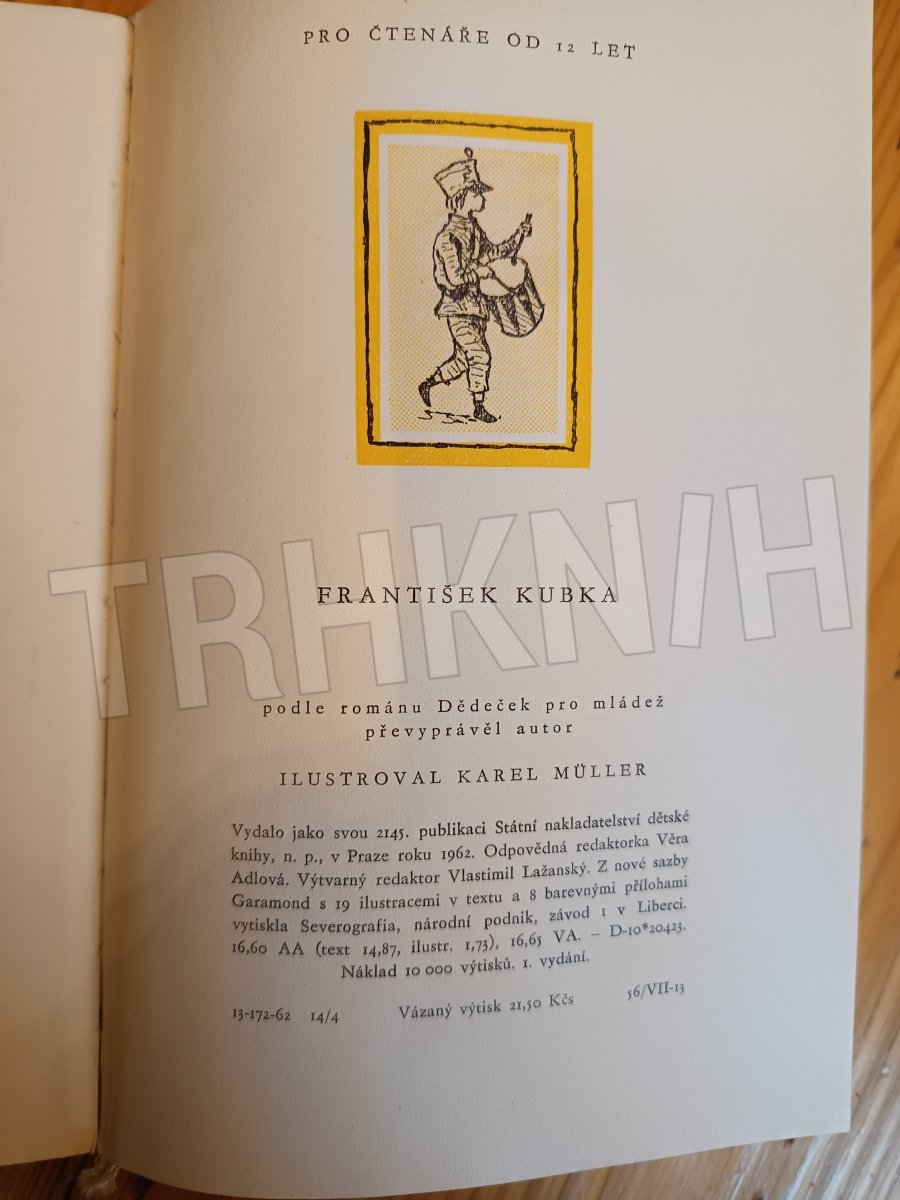 PRO ČTENÁŘE OD 12 LET
TRHKNIH
FRANTIŠEK KUBKA
podle románu Dědeček pro mládež
převyprávěl autor
ILUSTROVAL KAREL MÜLLER
Vydalo jako svou 2145. publikaci Státní nakladatelství dětské
knihy, n. p., v Praze roku 1962. Odpovědná redaktorka Věra
Adlová. Výtvarný redaktor Vlastimil Lažanský. Z nové sazby
Garamond s 19 ilustracemi v textu a 8 barevnými přílohami
vytiskla Severografia, národní podnik, závod 1 v Liberci.
16,60 AA (text 14,87, ilustr. 1,73), 16,65 VA. – D-10*20423.
Náklad 10 000 výtisků. 1. vydání.
13-172-62 14/4 Vázaný výtisk 21,50 Kčs 56/VII-13